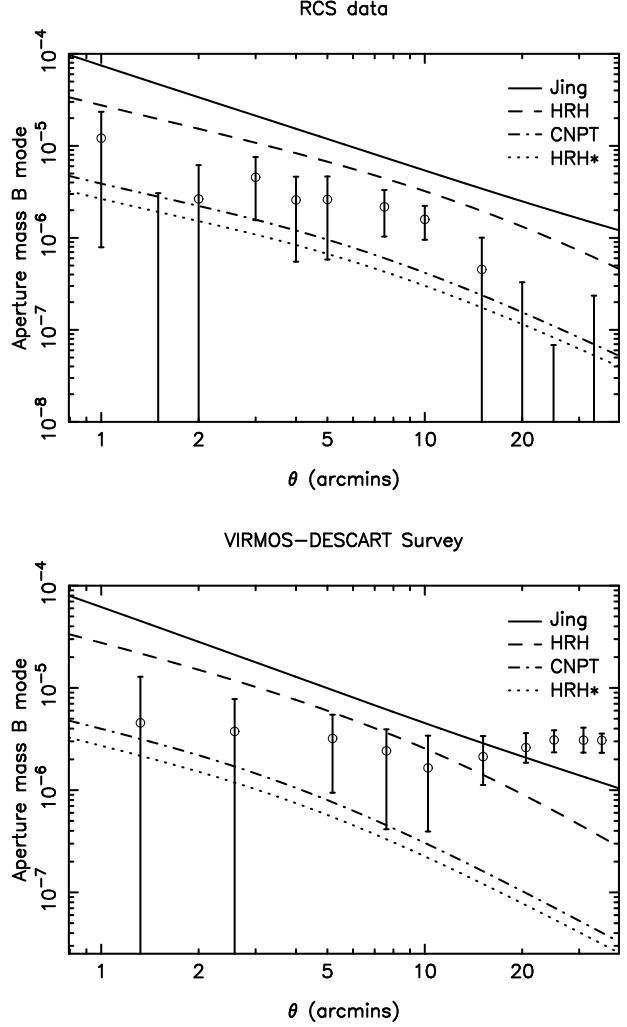 RCS data
Aperture mass B mode
10⁻⁴
10⁻⁵
10⁻⁶
10⁻⁷
10⁻⁸
Jing
HRH
CNPT
HRH*
1 2 5 10 20
θ (arcmins)
VIRMOS–DESCART Survey
Aperture mass B mode
10⁻⁴
10⁻⁵
10⁻⁶
10⁻⁷
Jing
HRH
CNPT
HRH*
1 2 5 10 20
θ (arcmins)